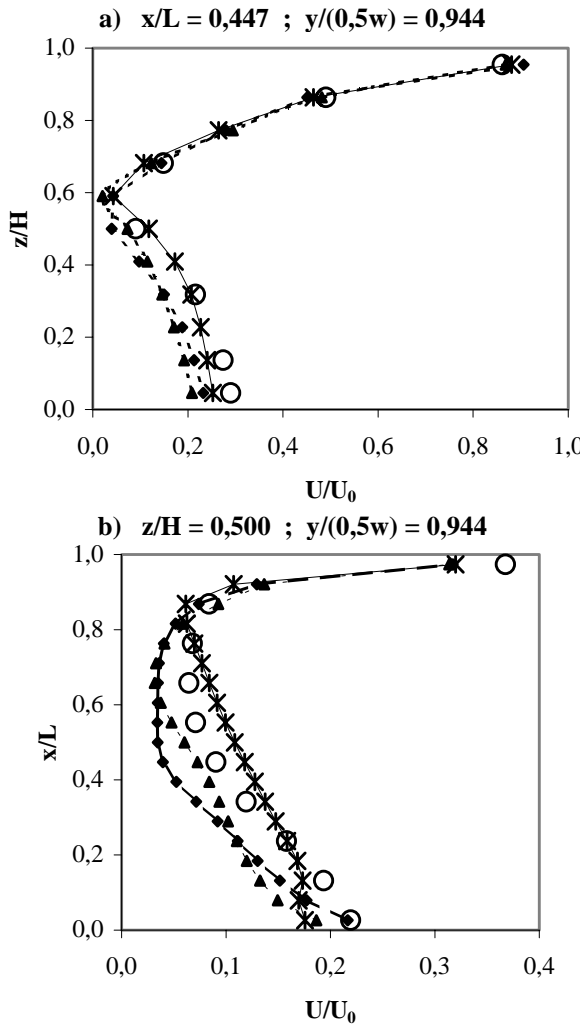 a) x/L = 0,447 ; y/(0,5w) = 0,944
1,0
0,8
0,6
0,4
0,2
0,0
z/H
0,0 0,2 0,4 0,6 0,8 1,0
U/U0
b) z/H = 0,500 ; y/(0,5w) = 0,944
1,0
0,8
0,6
0,4
0,2
0,0
x/L
0,0 0,1 0,2 0,3 0,4
U/U0